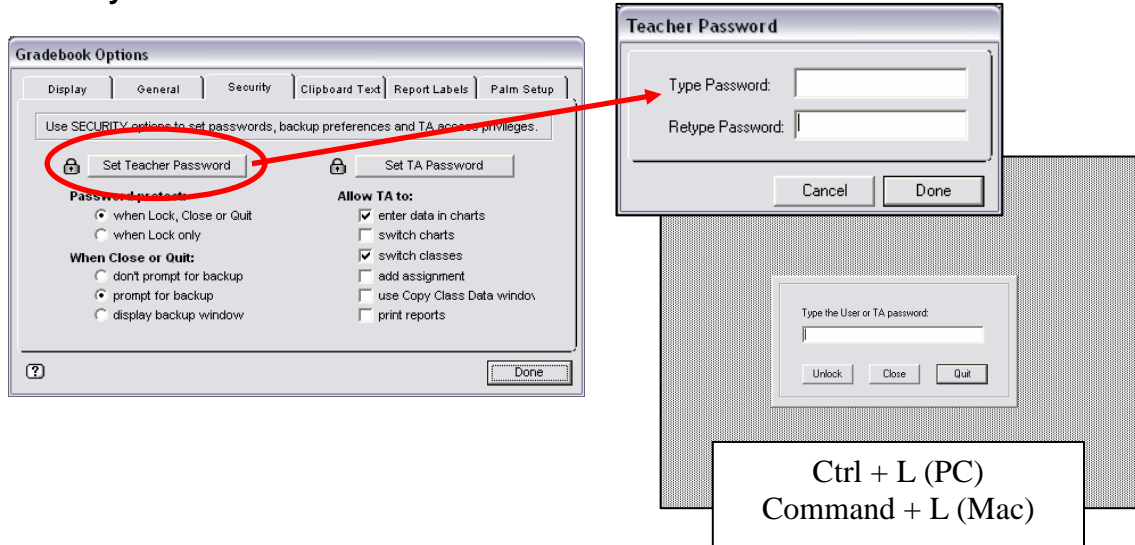 Gradebook Options
Display General Security Clipboard Text Report Labels Palm Setup
Use SECURITY options to set passwords, backup preferences and TA access privileges.
Set Teacher Password
Password protect:
when Lock, Close or Quit
when Lock only
When Close or Quit:
don't prompt for backup
prompt for backup
display backup window
Set TA Password
Allow TA to:
enter data in charts
switch charts
switch classes
add assignment
use Copy Class Data window
print reports
?
Done
Teacher Password
Type Password:
Retype Password:
Cancel Done
Type the User or TA password:
Unlock Close Quit
Ctrl + L (PC)
Command + L (Mac)